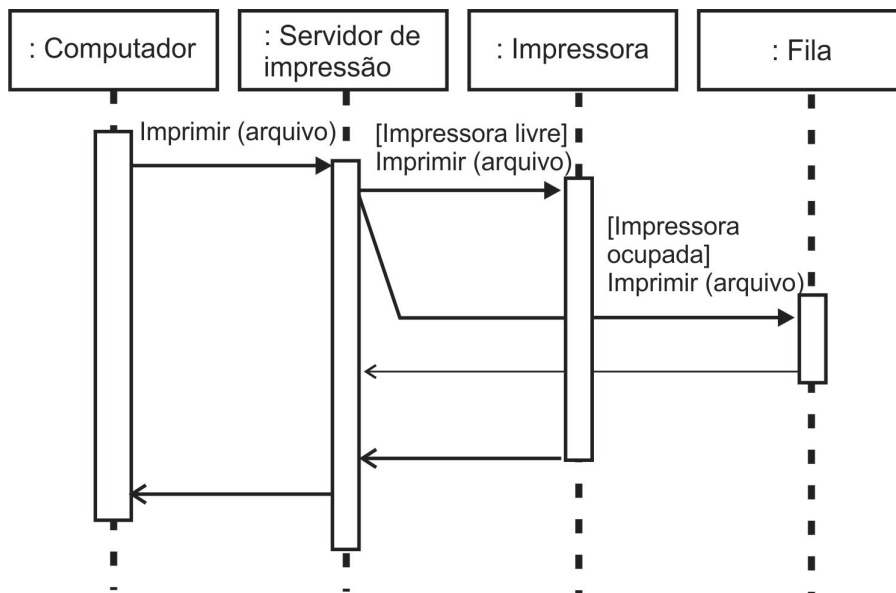 : Computador
: Servidor de
impressão
: Impressora
: Fila
Imprimir (arquivo)
[Impressora livre]
Imprimir (arquivo)
[Impressora
ocupada]
Imprimir (arquivo)